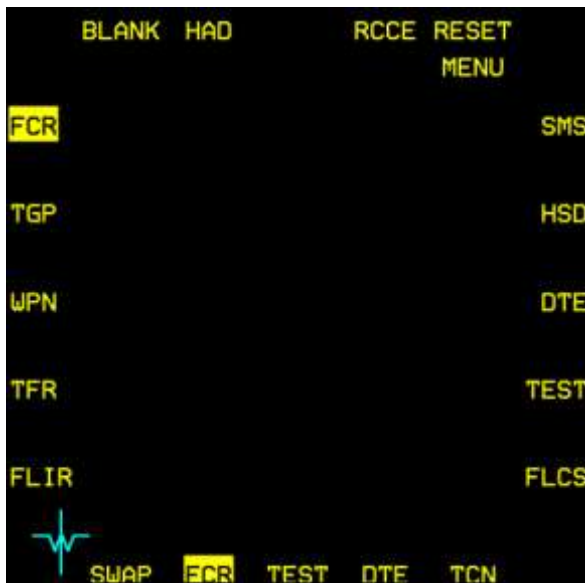 BLANK HAD RCCE RESET
MENU
FCR SMS
TGP HSD
WPN DTE
TFR TEST
FLIR FLCS
SWAP FCR TEST DTE TCN